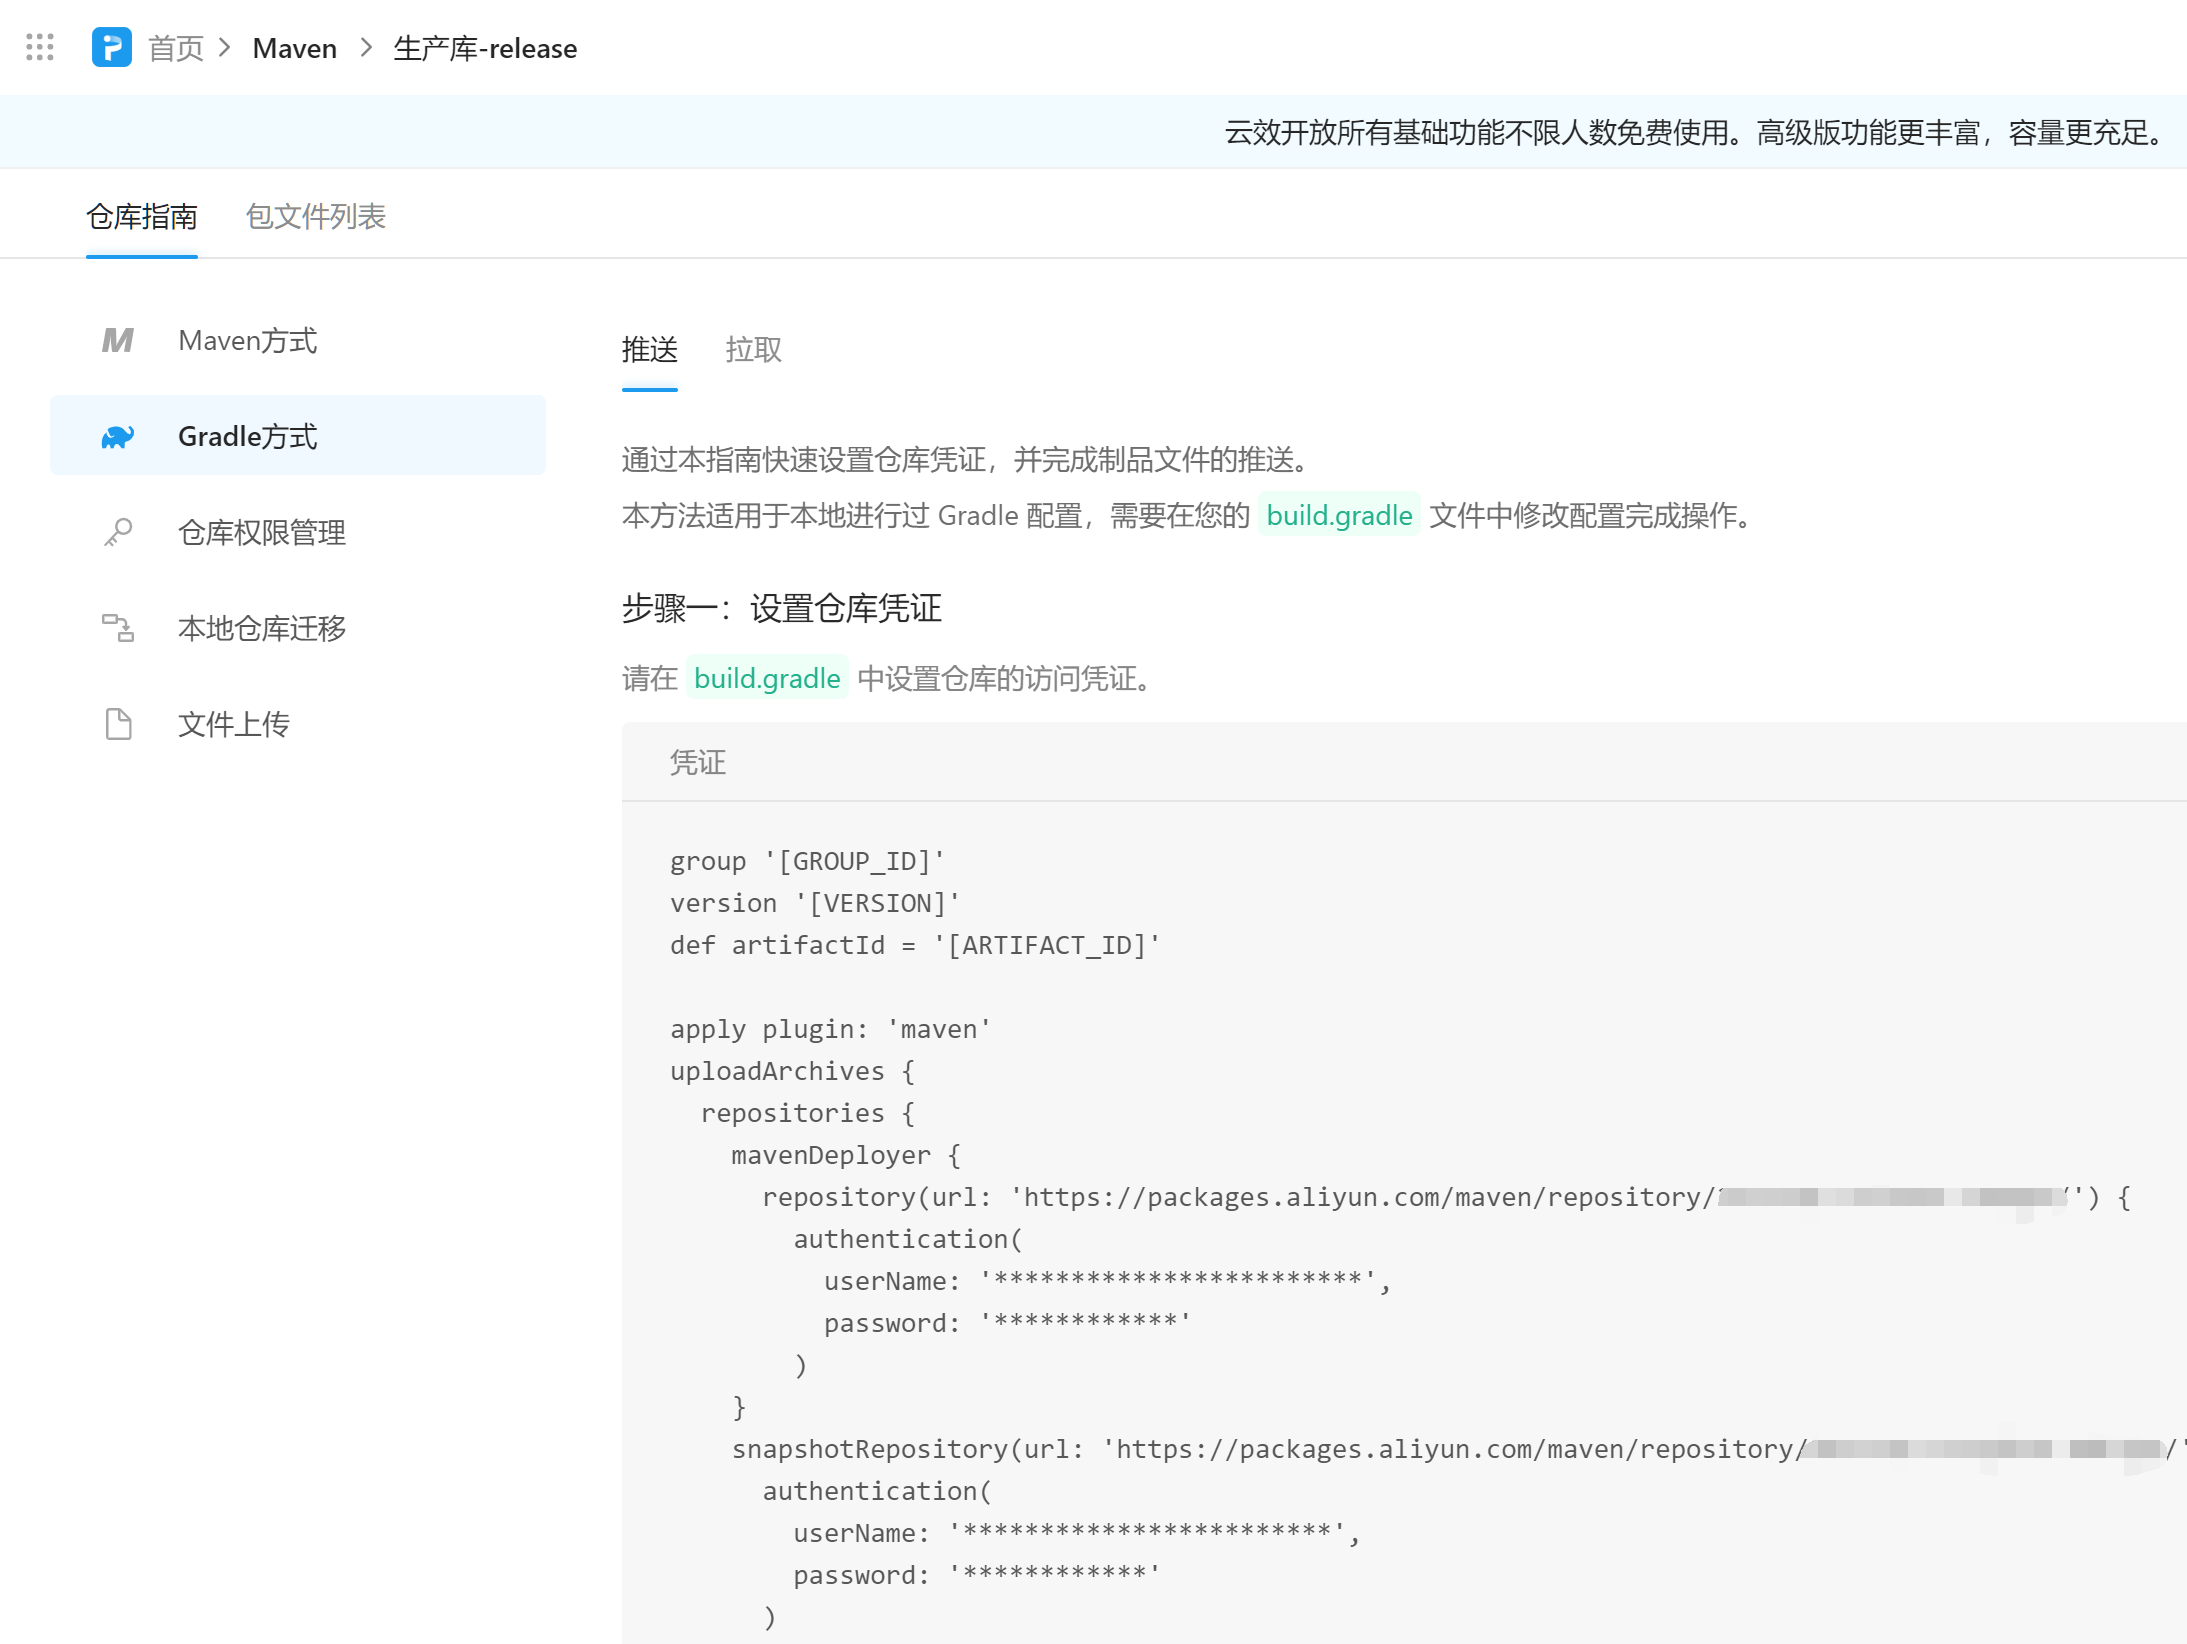 首页 > Maven > 生产库-release
云效开放所有基础功能不限人数免费使用。高级版功能更丰富，容量更充足。
仓库指南 包文件列表
Maven方式
Gradle方式
仓库权限管理
本地仓库迁移
文件上传
推送 拉取
通过本指南快速设置仓库凭证，并完成制品文件的推送。
本方法适用于本地进行过 Gradle 配置，需要在您的 build.gradle 文件中修改配置完成操作。
步骤一：设置仓库凭证
请在 build.gradle 中设置仓库的访问凭证。
凭证
group '[GROUP_ID]'
version '[VERSION]'
def artifactId = '[ARTIFACT_ID]'
apply plugin: 'maven'
uploadArchives {
repositories {
mavenDeployer {
repository(url: 'https://packages.aliyun.com/maven/repository/ /') {
authentication(
userName: '************************',
password: '************'
)
}
snapshotRepository(url: 'https://packages.aliyun.com/maven/repository/ /'
authentication(
userName: '************************',
password: '************'
)